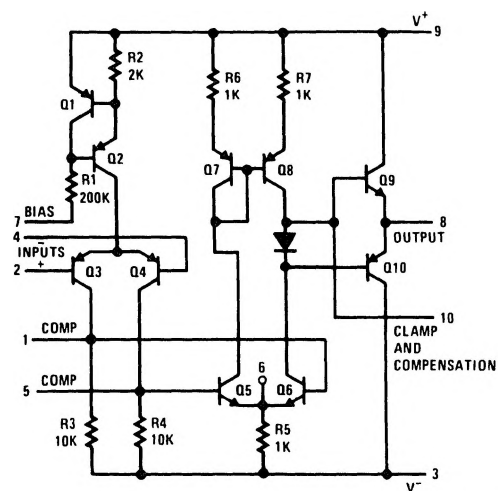 V+ 9
R2
2K
R6
1K
R7
1K
Q1
Q2
Q7
Q8
Q9
R1
200K
7 BIAS
8
OUTPUT
4 −
INPUTS
2 +
Q3
Q4
Q10
10
CLAMP
AND
COMPENSATION
1 COMP
6
5 COMP
Q5
Q6
R3
10K
R4
10K
R5
1K
3
V−